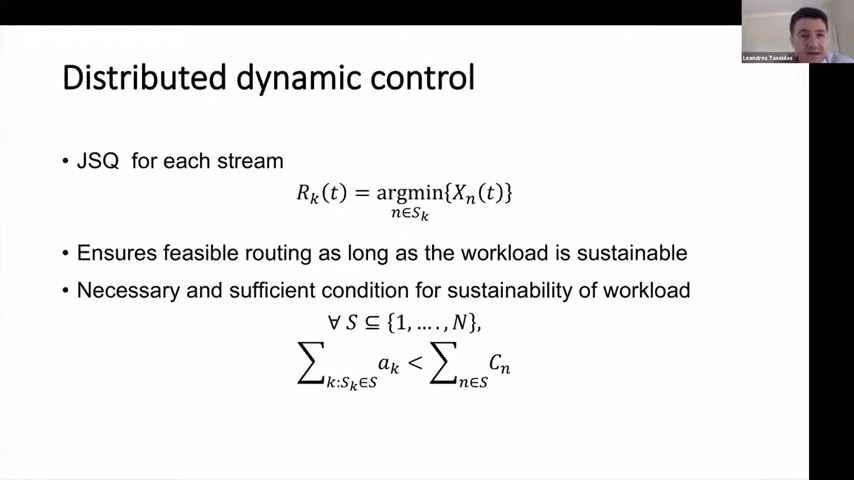 Leandros Tassiulas
Distributed dynamic control
• JSQ for each stream
R_k(t) = argmin{X_n(t)}
n∈S_k
• Ensures feasible routing as long as the workload is sustainable
• Necessary and sufficient condition for sustainability of workload
∀ S ⊆ {1, … . , N},
∑_{k:S_k∈S} a_k < ∑_{n∈S} C_n